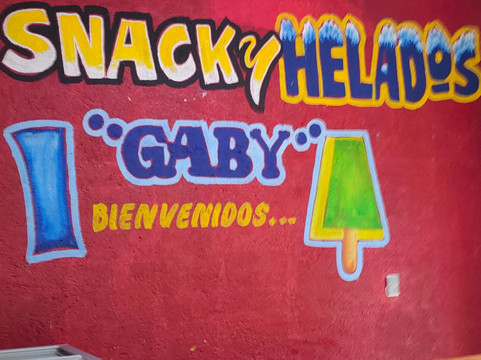 SNACK y HELADOS
"GABY"
BIENVENIDOS...